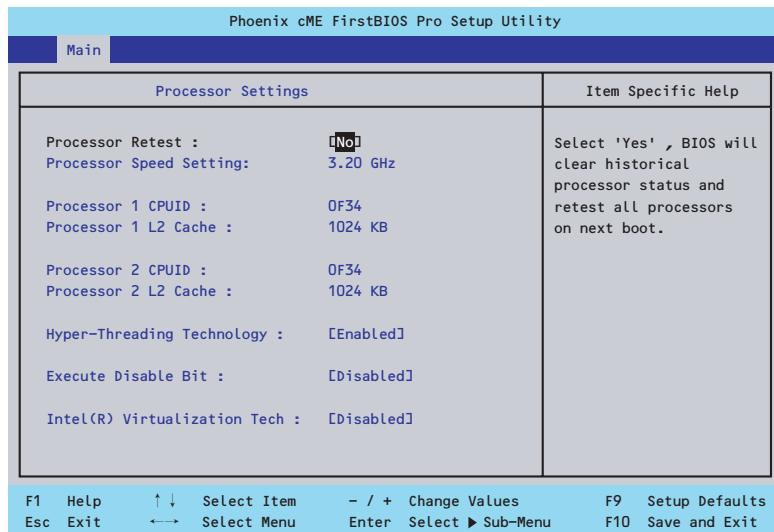 Phoenix cME FirstBIOS Pro Setup Utility
Main
Processor Settings
Item Specific Help
Processor Retest : [No]
Processor Speed Setting: 3.20 GHz
Processor 1 CPUID : 0F34
Processor 1 L2 Cache : 1024 KB
Processor 2 CPUID : 0F34
Processor 2 L2 Cache : 1024 KB
Hyper-Threading Technology : [Enabled]
Execute Disable Bit : [Disabled]
Intel(R) Virtualization Tech : [Disabled]
Select 'Yes' , BIOS will
clear historical
processor status and
retest all processors
on next boot.
F1 Help ↑↓ Select Item - / + Change Values F9 Setup Defaults
Esc Exit ←→ Select Menu Enter Select ▶ Sub-Menu F10 Save and Exit